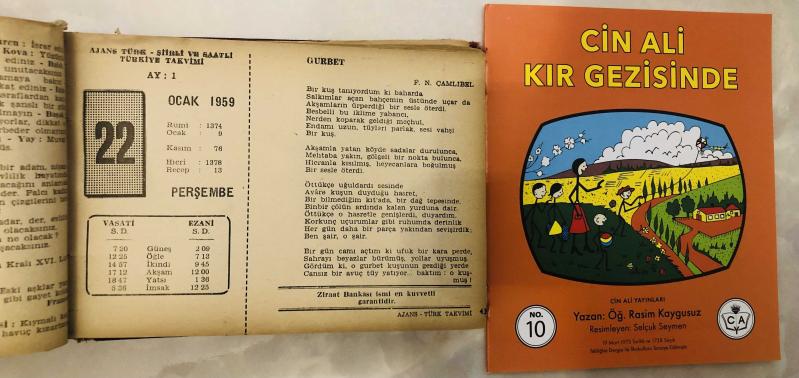 AJANS TÜRK - ŞİİRLİ VE SAATLİ
TÜRKİYE TAKVİMİ
AY : 1
22
OCAK 1959
Rumi : 1374
Ocak : 9
Kasım : 76
Hicri : 1378
Recep : 13
PERŞEMBE
VASATİ EZANİ
S. D. S. D.
7 20 Güneş 2 09
12 25 Öğle 7 13
14 57 İkindi 9 45
17 12 Akşam 12 00
18 47 Yatsı 1 36
5 36 İmsak 12 25
GURBET
F. N. ÇAMLIBEL
Bir kuş tanıyordum ki baharda
Salkımlar açan bahçemin üstünde uçar da
Akşamların ürperdiği bir sesle öterdi.
Besbelli bu iklime yabancı,
Nerden koparak geldiği meçhul,
Endamı uzun, tüyleri parlak, sesi vahşi
Bir kuş.
Akşamla yatan köyde sadalar durulunca,
Mehtaba yakın, gölgeli bir nokta bulunca,
Hicranla kısılmış, heyecanlara boğulmuş
Bir sesle öterdi.
Öttükçe uğuldardı sesinde
Avâre kuşun duyduğu hasret,
Bir bilmediğim kıt'ada, bir dağ tepesinde,
Binbir çölün ardında kalan yurduna dair.
Öttükçe o hasretle genişlerdi, duyardım,
Korkunç uçurumlar gibi ruhumda derinlik
Her gün daha bir parça yakından sevişirdik;
Ben şair, o şair.
Bir gün camı açtım ki ufuk bir kara perde,
Sahrayı beyazlar bürümüş, yollar uyuşmuş.
Gördüm ki, o gurbet kuşunun gezdiği yerde
Cansız bir avuç tüy yatıyor... baktım : o kuş-
muş !
Ziraat Bankası ismi en kuvvetli
garantidir.
AJANS - TÜRK TAKVİMİ
CİN ALİ
KIR GEZİSİNDE
NO.
10
CİN ALİ YAYINLARI
Yazan: Öğ. Rasim Kaygusuz
Resimleyen: Selçuk Seymen
CA